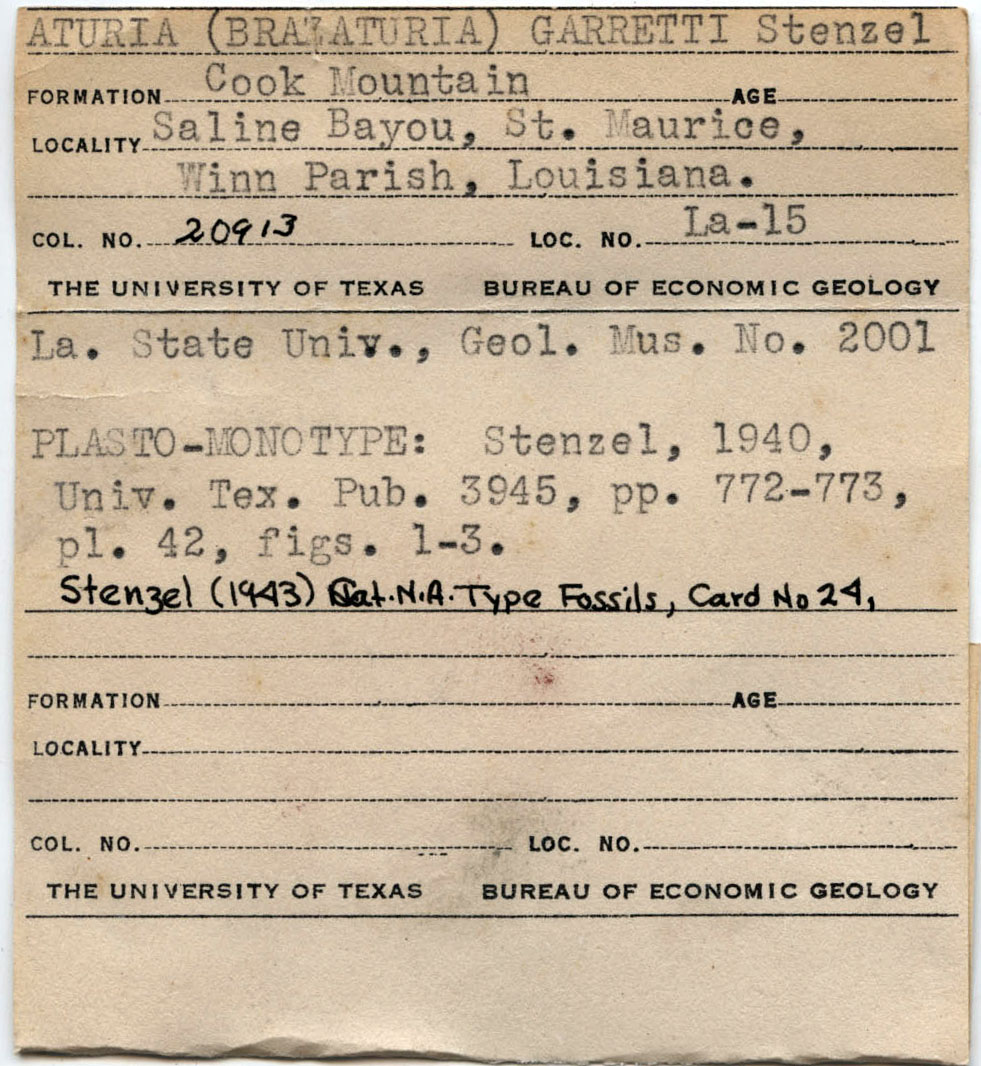 ATURIA (BRAZATURIA) GARRETTI Stenzel
FORMATION Cook Mountain AGE
LOCALITY Saline Bayou, St. Maurice,
Winn Parish, Louisiana.
COL. NO. 20913 LOC. NO. La-15
THE UNIVERSITY OF TEXAS BUREAU OF ECONOMIC GEOLOGY
La. State Univ., Geol. Mus. No. 2001
PLASTO-MONOTYPE: Stenzel, 1940,
Univ. Tex. Pub. 3945, pp. 772-773,
pl. 42, figs. 1-3.
Stenzel (1943) Cat. N.A. Type Fossils, Card No 24,
FORMATION AGE
LOCALITY
COL. NO. LOC. NO.
THE UNIVERSITY OF TEXAS BUREAU OF ECONOMIC GEOLOGY